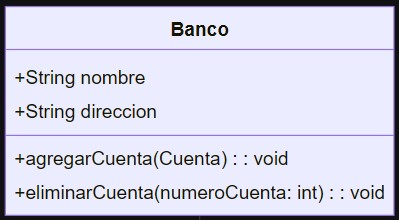 Banco
+String nombre
+String direccion
+agregarCuenta(Cuenta) : : void
+eliminarCuenta(numeroCuenta: int) : : void